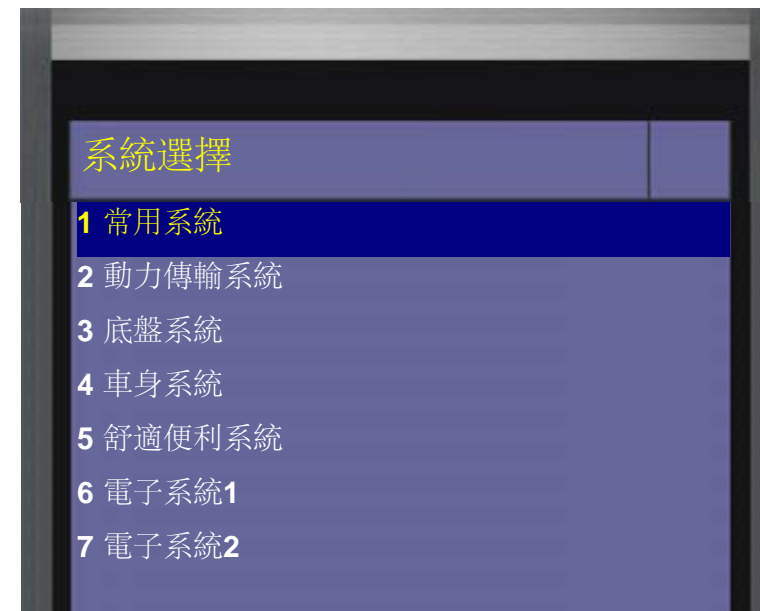 系統選擇
1 常用系統
2 動力傳輸系統
3 底盤系統
4 車身系統
5 舒適便利系統
6 電子系統1
7 電子系統2